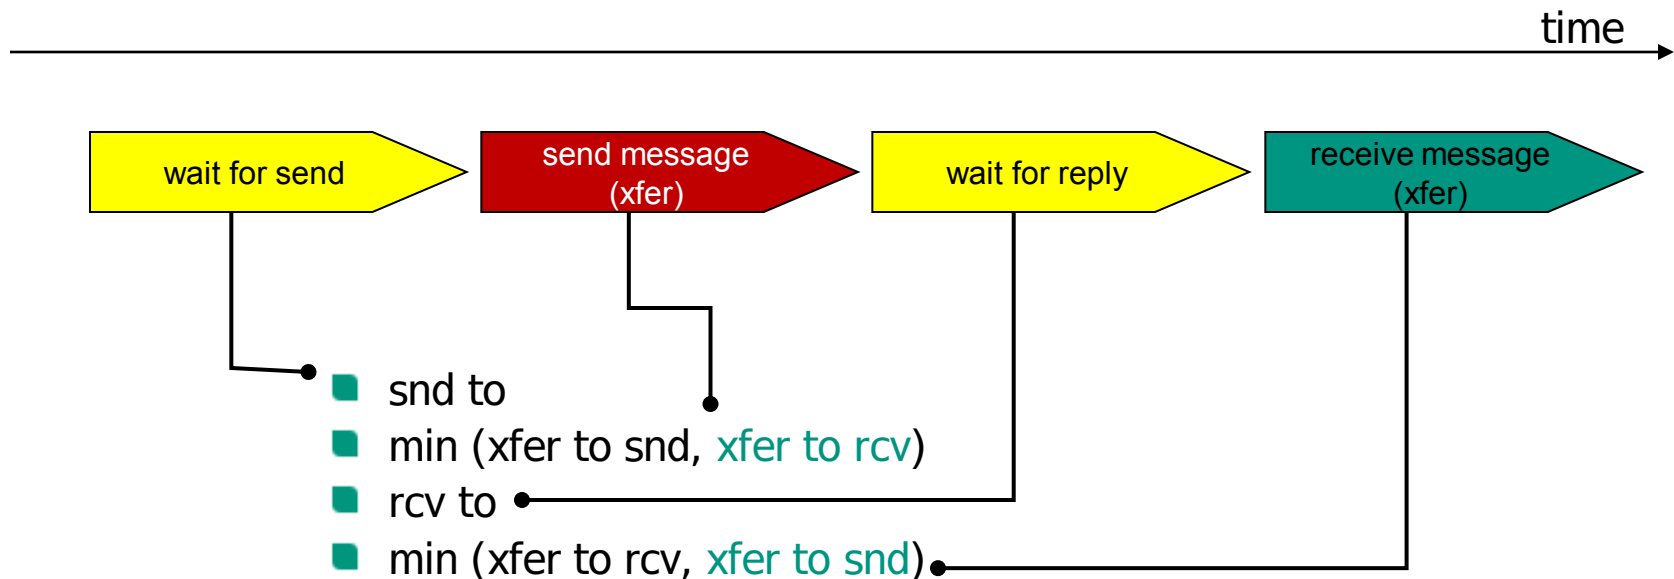 time
wait for send
send message
(xfer)
wait for reply
receive message
(xfer)
snd to
min (xfer to snd, xfer to rcv)
rcv to
min (xfer to rcv, xfer to snd)